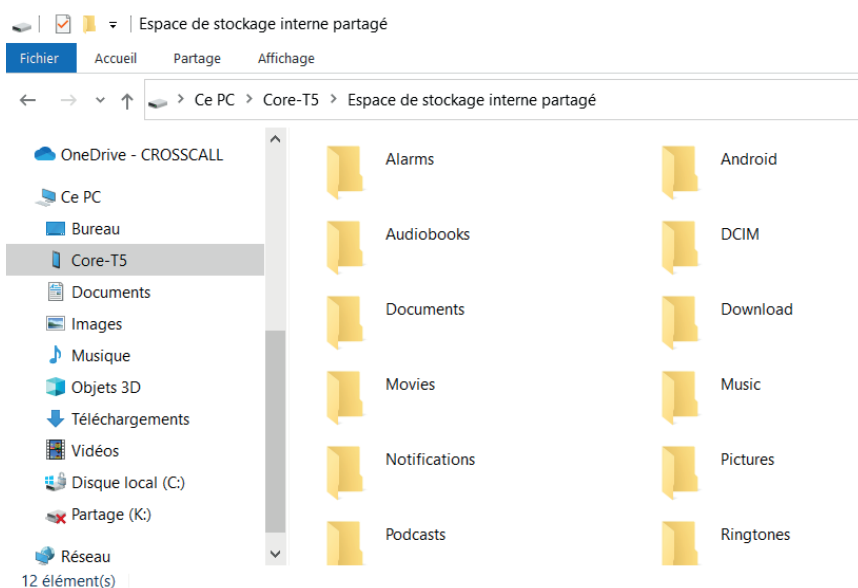 Espace de stockage interne partagé
Fichier Accueil Partage Affichage
Ce PC > Core-T5 > Espace de stockage interne partagé
OneDrive - CROSSCALL
Ce PC
Bureau
Core-T5
Documents
Images
Musique
Objets 3D
Téléchargements
Vidéos
Disque local (C:)
Partage (K:)
Réseau
Alarms
Android
Audiobooks
DCIM
Documents
Download
Movies
Music
Notifications
Pictures
Podcasts
Ringtones
12 élément(s)